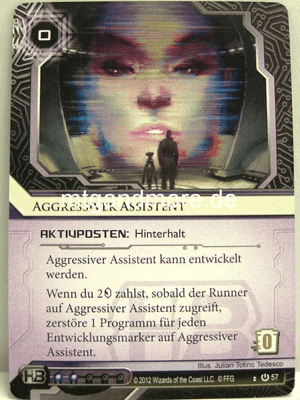 0
mtgandmore.de
AGGRESSIVER ASSISTENT
AKTIVPOSTEN: Hinterhalt
Aggressiver Assistent kann entwickelt
werden.
Wenn du 2 zahlst, sobald der Runner
auf Aggressiver Assistent zugreift,
zerstöre 1 Programm für jeden
Entwicklungsmarker auf Aggressiver
Assistent.
0
Illus. Julian Totino Tedesco
HB
© 2012 Wizards of the Coast LLC. © FFG
57